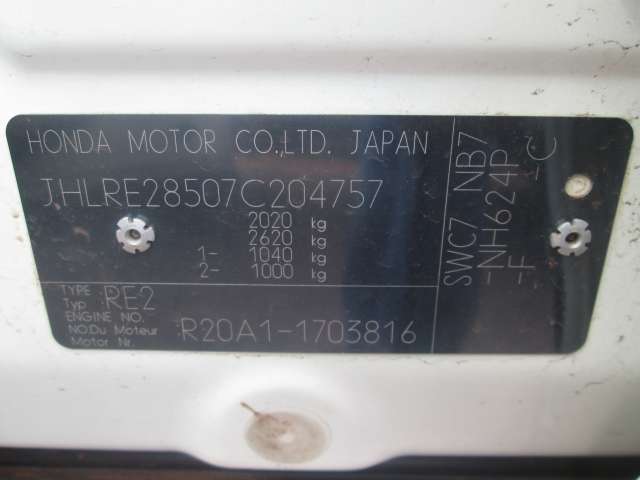 HONDA MOTOR CO.,LTD. JAPAN
JHLRE28507C204757
2020 kg
2620 kg
1- 1040 kg
2- 1000 kg
TYPE
Typ RE2
ENGINE NO.
NO.Du Moteur R20A1-1703816
Motor Nr.
SWC7 NB7
-NH624P
-F -C